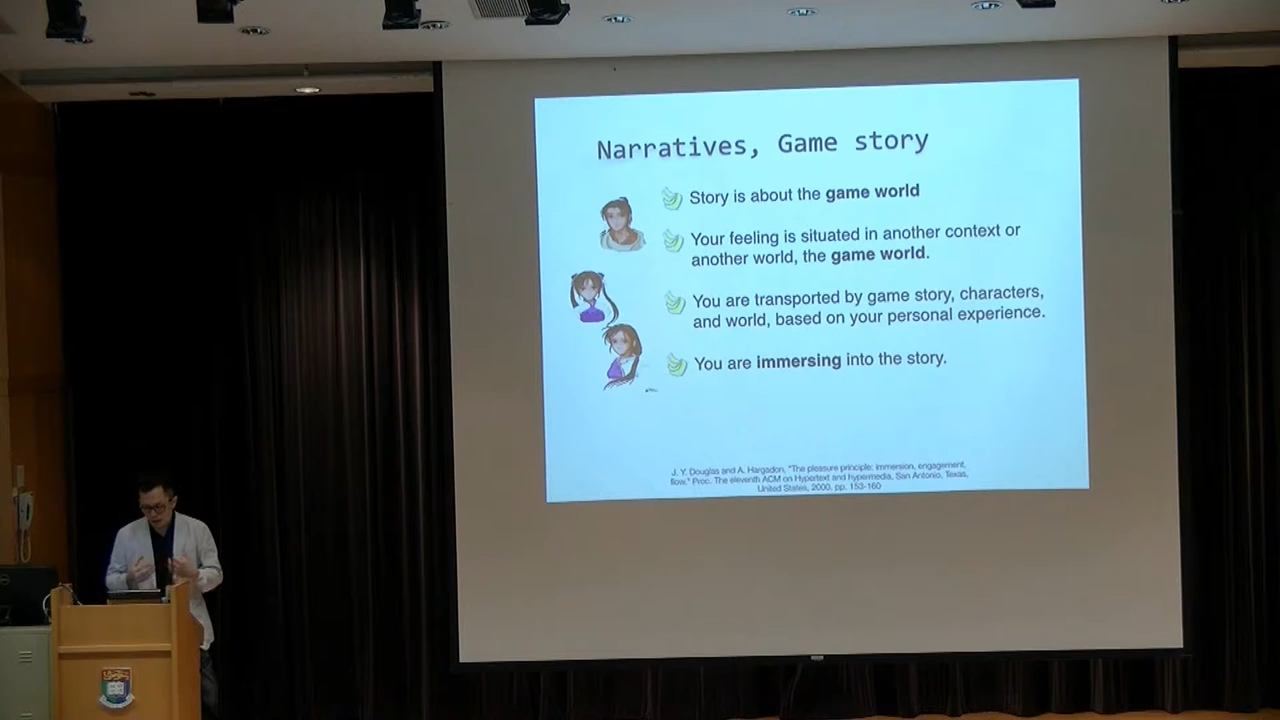 Narratives, Game story
Story is about the game world
Your feeling is situated in another context or
another world, the game world.
You are transported by game story, characters,
and world, based on your personal experience.
You are immersing into the story.
J. Y. Douglas and A. Hargadon, "The pleasure principle: immersion, engagement,
flow," Proc. The eleventh ACM on Hypertext and hypermedia, San Antonio, Texas,
United States, 2000, pp. 153-160